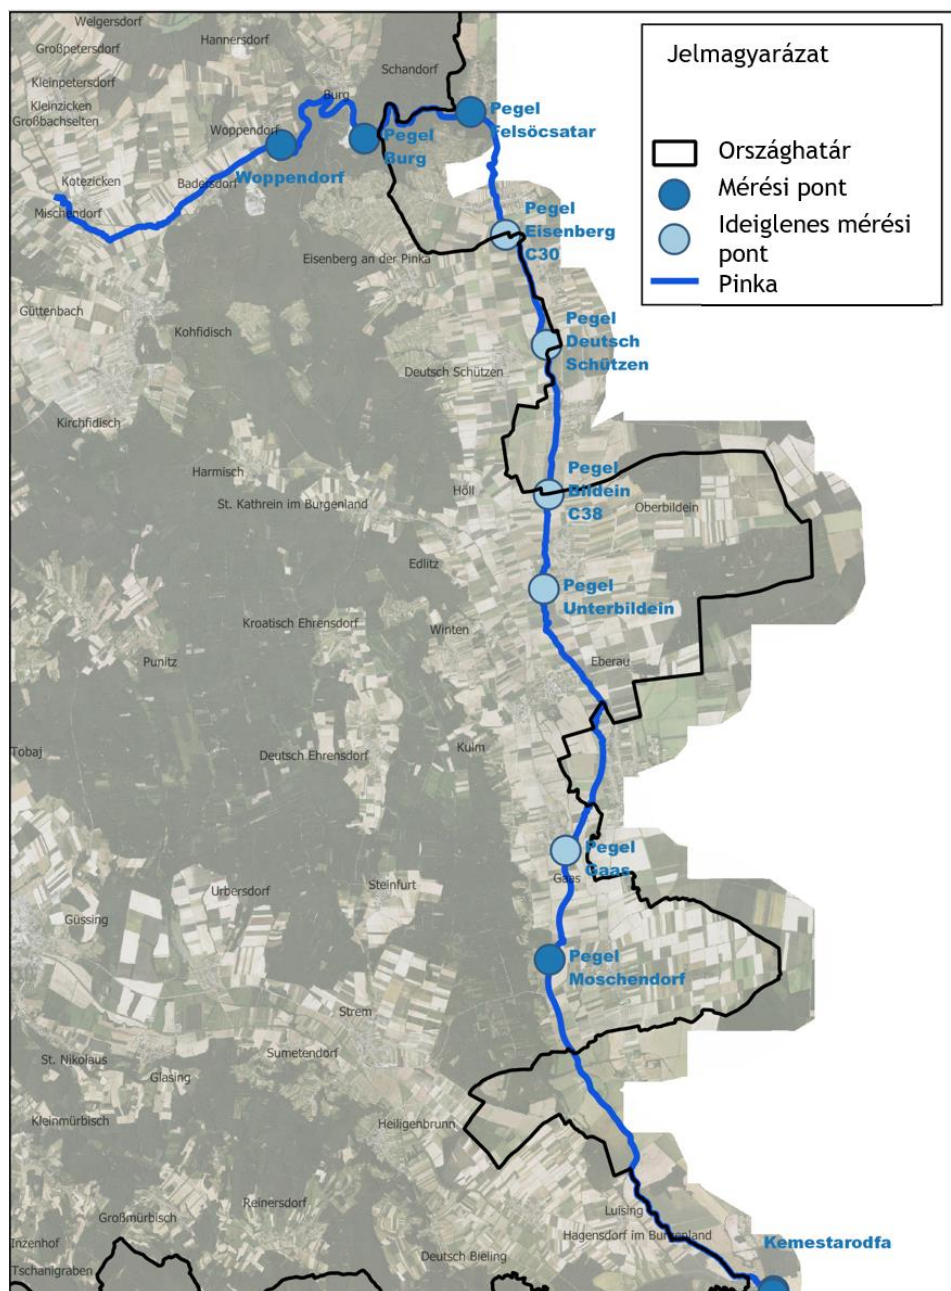 Jelmagyarázat
Országhatár
Mérési pont
Ideiglenes mérési
pont
Pinka
Welgersdorf
Großpetersdorf
Hannersdorf
Schandorf
Kleinpetersdorf
Kleinzicken
Großbachselten
Burg
Woppendorf
Pegel
Felsöcsatar
Pegel
Burg
Woppendorf
Kotezicken
Badersdorf
Mischendorf
Pegel
Eisenberg
C30
Eisenberg an der Pinka
Güttenbach
Kohfidisch
Pegel
Deutsch
Schützen
Deutsch Schützen
Kirchfidisch
Harmisch
Höll
St. Kathrein im Burgenland
Pegel
Bildein
C38
Oberbildein
Edlitz
Pegel
Unterbildein
Kroatisch Ehrensdorf
Winten
Punitz
Eberau
Tobaj
Deutsch Ehrensdorf
Kulm
Pegel
Gaas
Gaas
Urbersdorf
Steinfurt
Güssing
Pegel
Moschendorf
Strem
St. Nikolaus
Sumetendorf
Glasing
Kleinmürbisch
Heiligenbrunn
Reinersdorf
Großmürbisch
Luising
Hagensdorf im Burgenland
Inzenhof
Tschanigraben
Deutsch Bieling
Kemestarodfa